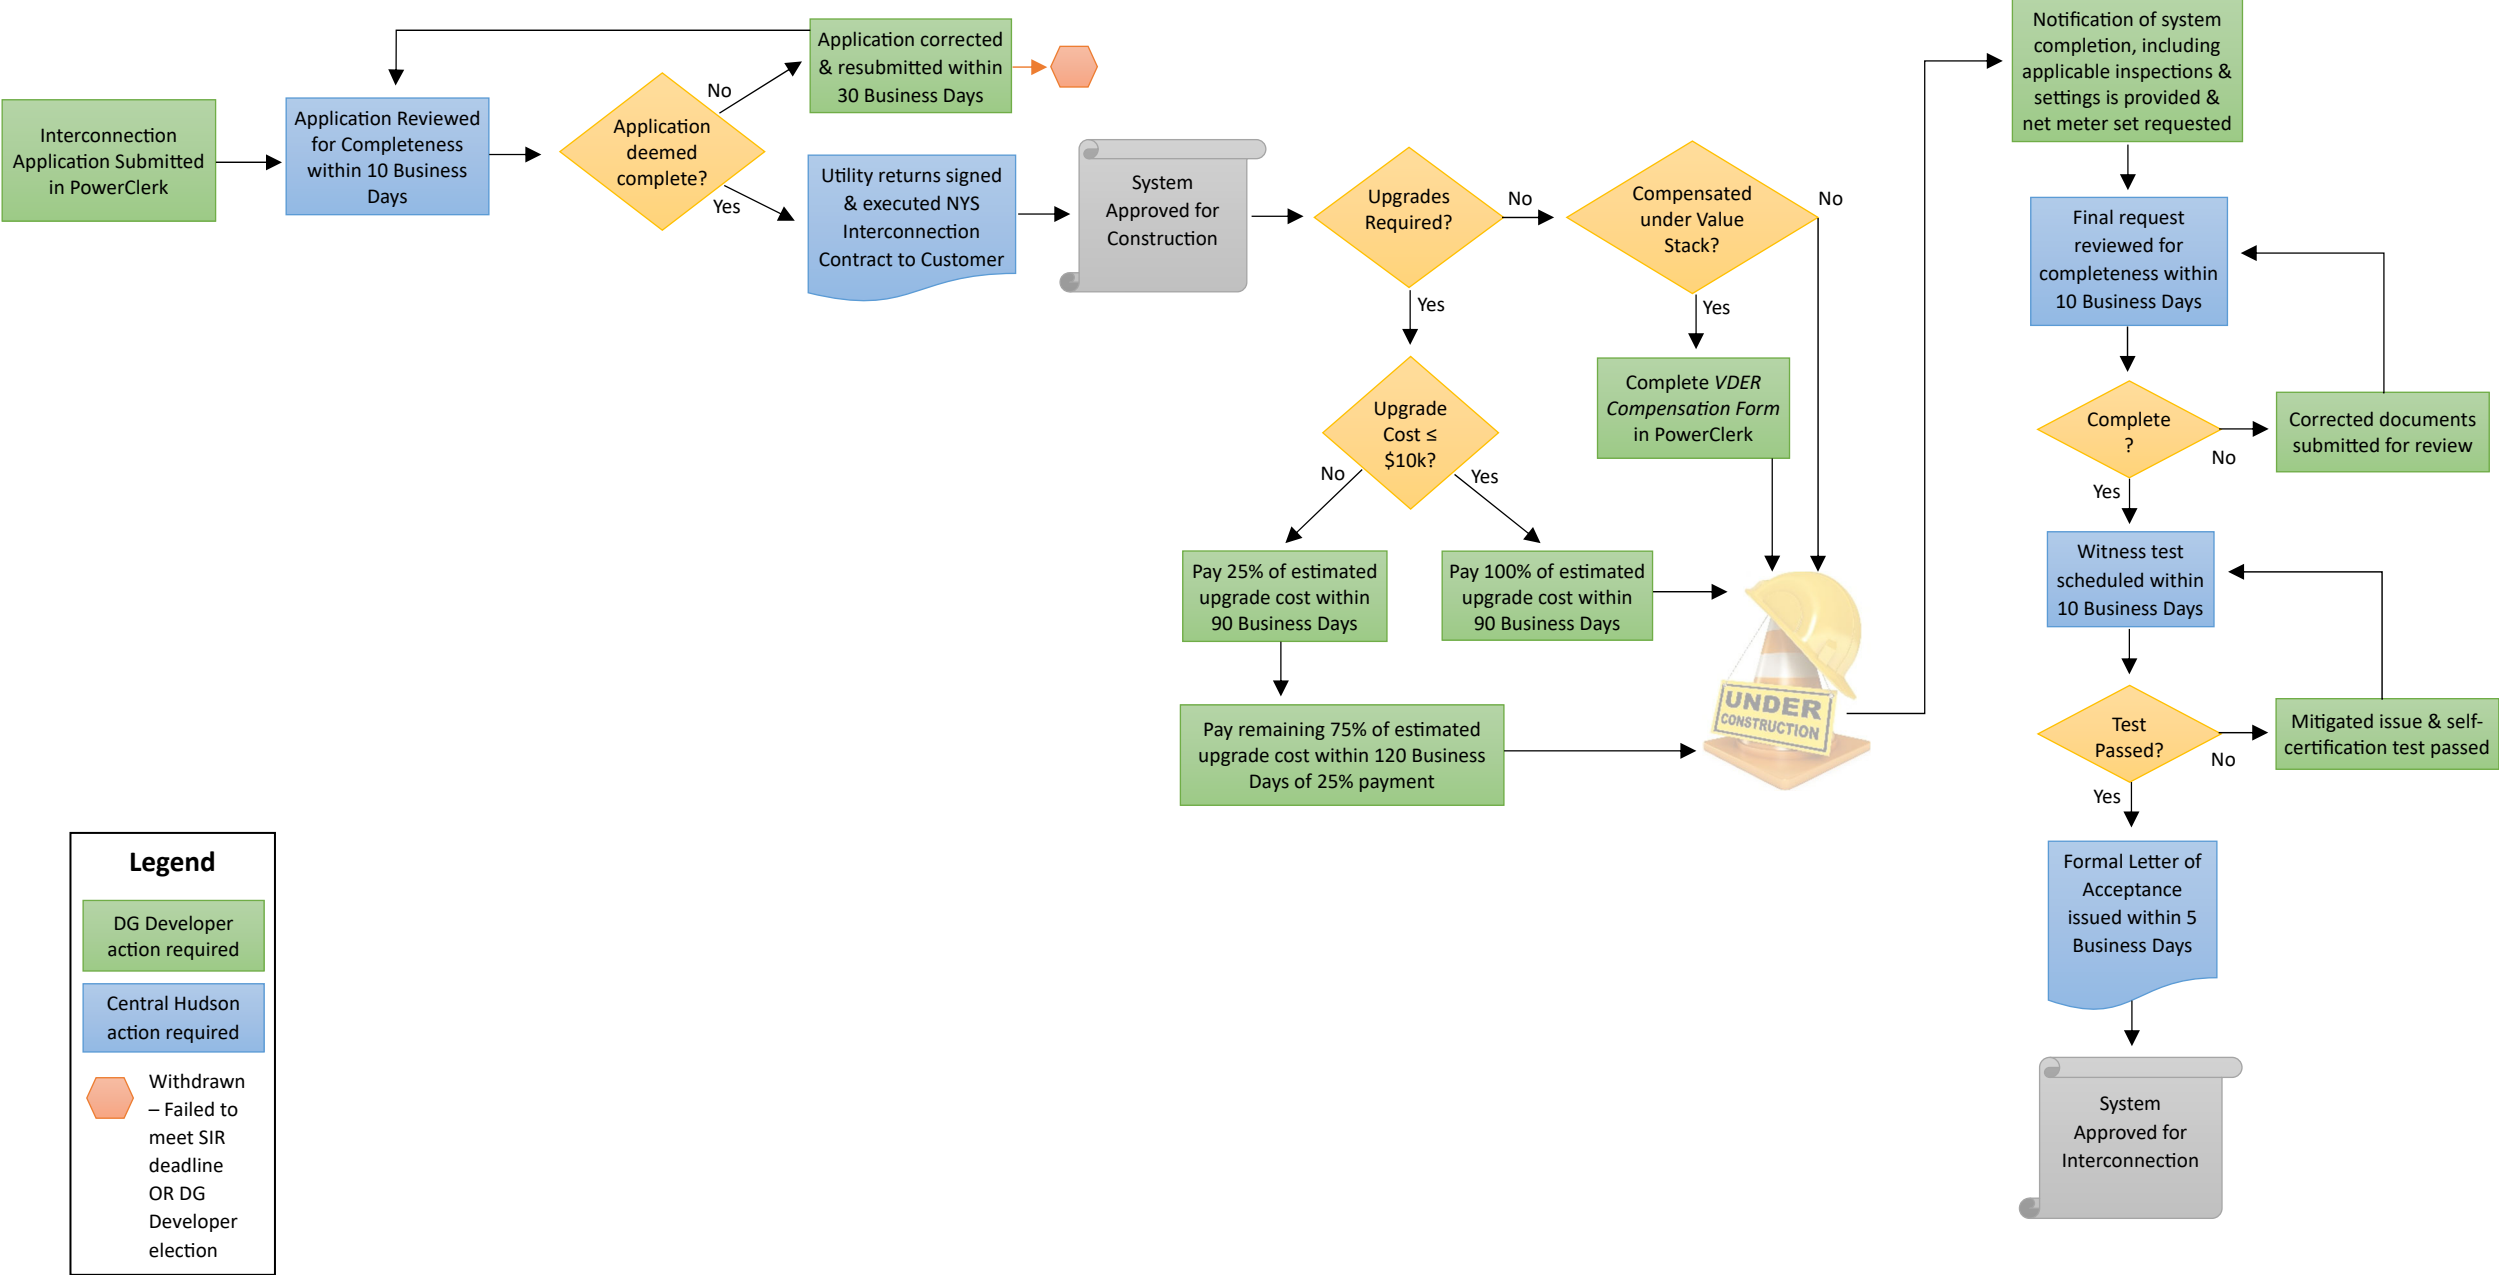 Interconnection
Application Submitted
in PowerClerk
Application Reviewed
for Completeness
within 10 Business
Days
Application
deemed
complete?
No
Yes
Application corrected
& resubmitted within
30 Business Days
Utility returns signed
& executed NYS
Interconnection
Contract to Customer
System
Approved for
Construction
Upgrades
Required?
No
Yes
Compensated
under Value
Stack?
No
Yes
Complete VDER
Compensation Form
in PowerClerk
Upgrade
Cost ≤
$10k?
No
Yes
Pay 25% of estimated
upgrade cost within
90 Business Days
Pay 100% of estimated
upgrade cost within
90 Business Days
Pay remaining 75% of estimated
upgrade cost within 120 Business
Days of 25% payment
UNDER
CONSTRUCTION
Notification of system
completion, including
applicable inspections &
settings is provided &
net meter set requested
Final request
reviewed for
completeness within
10 Business Days
Complete
?
No
Yes
Corrected documents
submitted for review
Witness test
scheduled within
10 Business Days
Test
Passed?
No
Yes
Mitigated issue & self-
certification test passed
Formal Letter of
Acceptance
issued within 5
Business Days
System
Approved for
Interconnection
Legend
DG Developer
action required
Central Hudson
action required
Withdrawn
– Failed to
meet SIR
deadline
OR DG
Developer
election